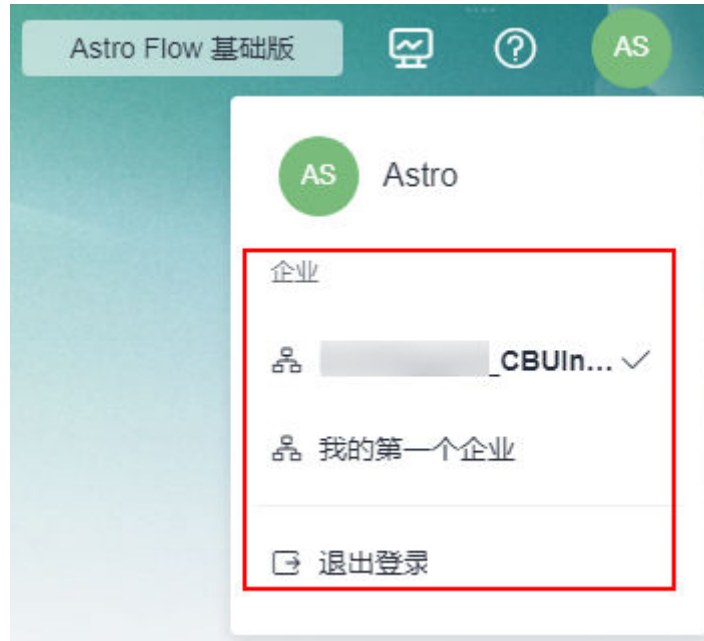 Astro Flow 基础版
AS
AS Astro
企业
_CBUIn...
我的第一个企业
退出登录